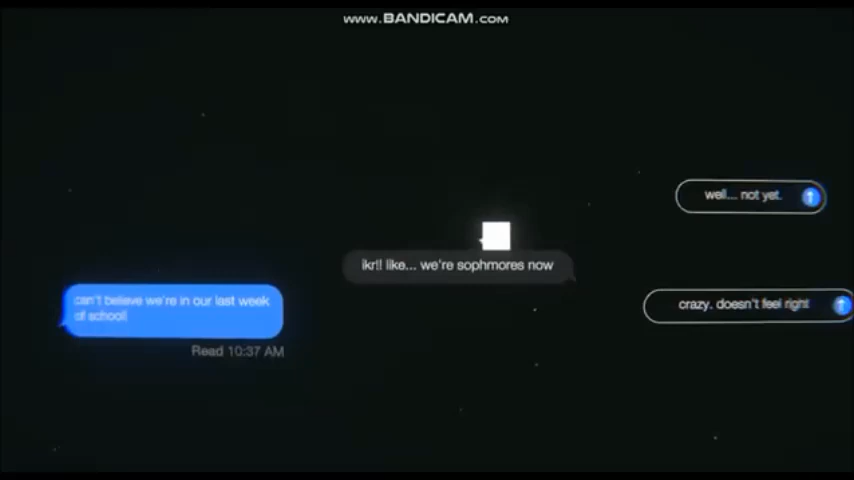 www.BANDICAM.com
well... not yet.
ikr!! like... we're sophmores now
can't believe we're in our last week
of school!
crazy. doesn't feel right
Read 10:37 AM